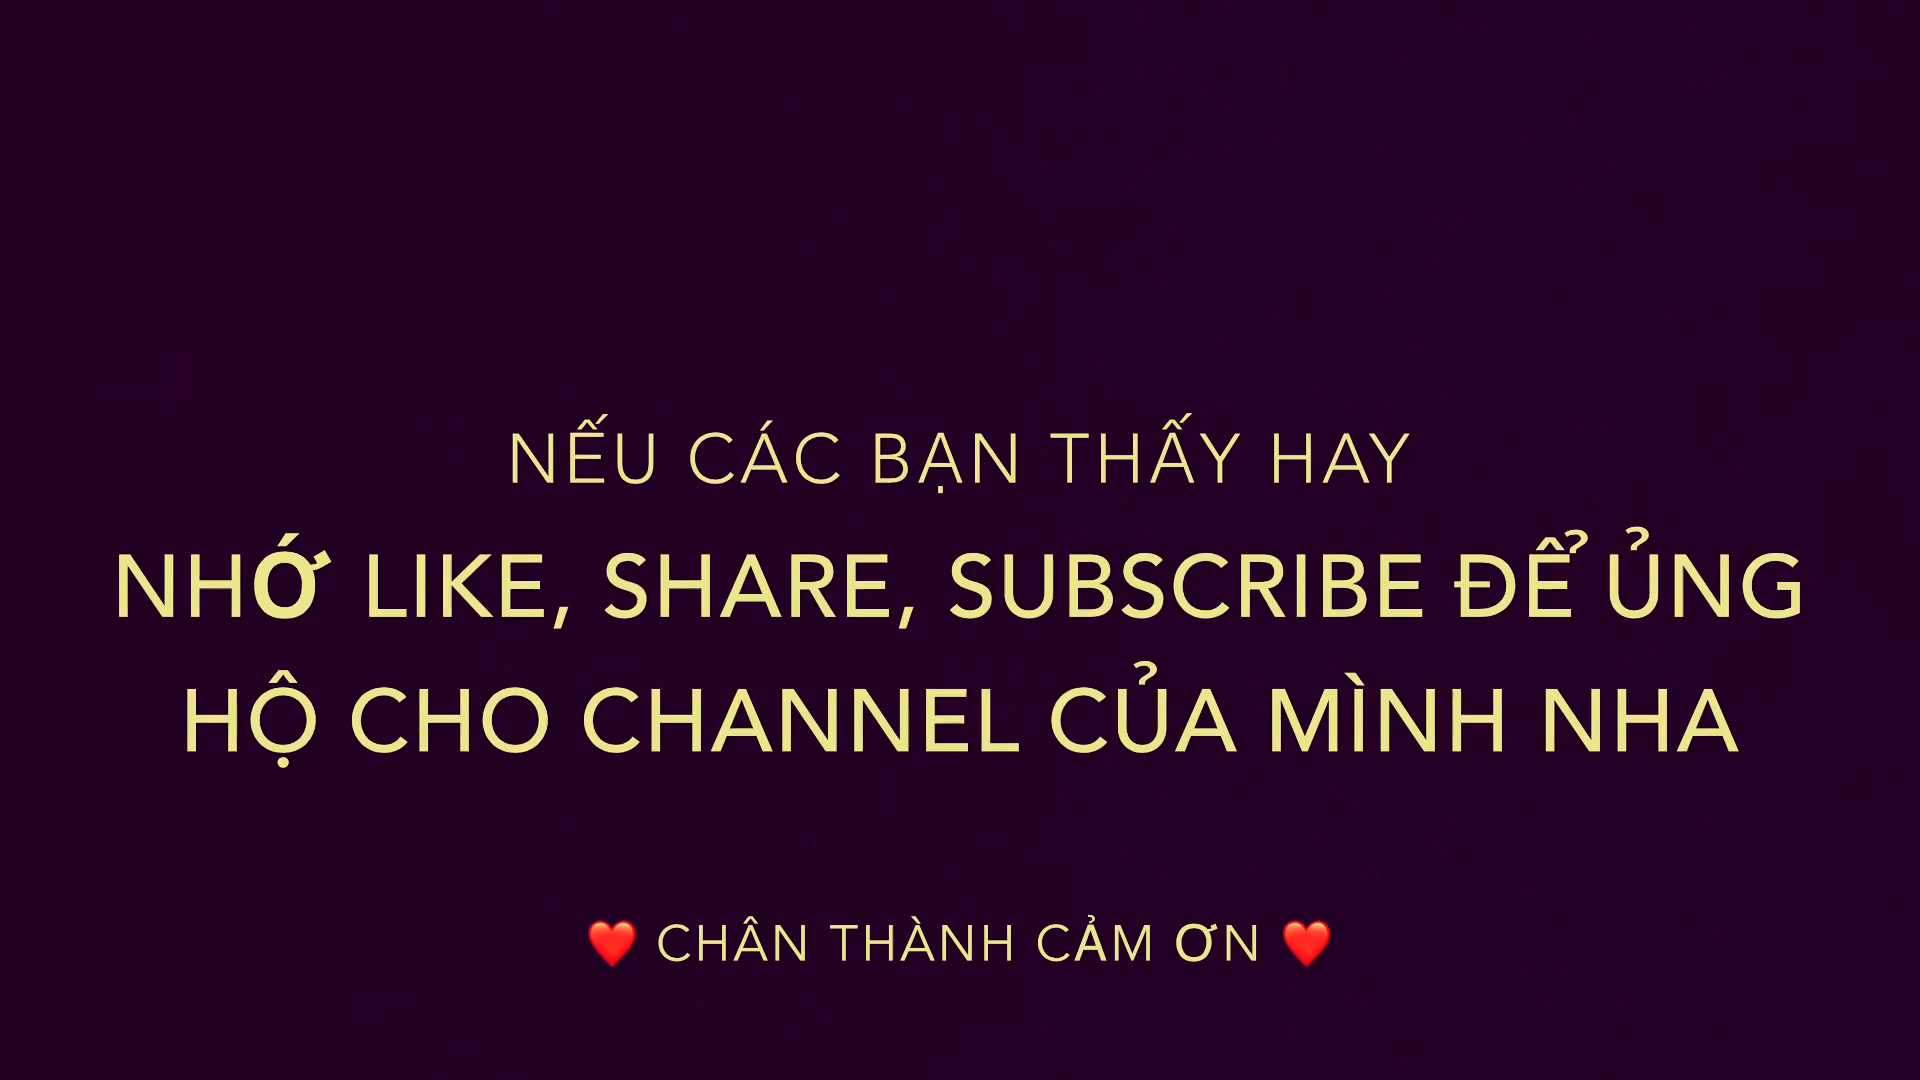 NẾU CÁC BẠN THẤY HAY
NHỚ LIKE, SHARE, SUBSCRIBE ĐỂ ỦNG
HỘ CHO CHANNEL CỦA MÌNH NHA
❤️ CHÂN THÀNH CẢM ƠN ❤️